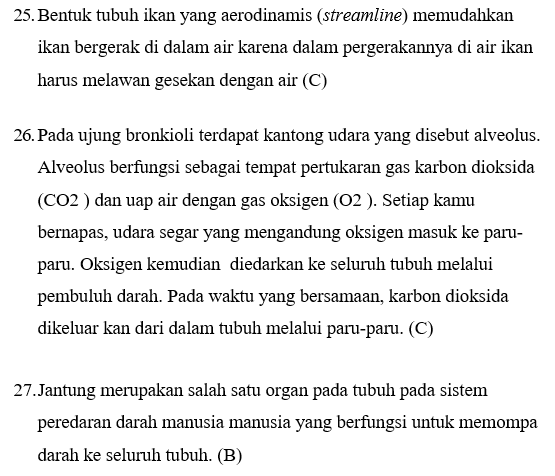 25. Bentuk tubuh ikan yang aerodinamis (streamline) memudahkan
ikan bergerak di dalam air karena dalam pergerakannya di air ikan
harus melawan gesekan dengan air (C)
26. Pada ujung bronkioli terdapat kantong udara yang disebut alveolus.
Alveolus berfungsi sebagai tempat pertukaran gas karbon dioksida
(CO2 ) dan uap air dengan gas oksigen (O2 ). Setiap kamu
bernapas, udara segar yang mengandung oksigen masuk ke paru-
paru. Oksigen kemudian  diedarkan ke seluruh tubuh melalui
pembuluh darah. Pada waktu yang bersamaan, karbon dioksida
dikeluar kan dari dalam tubuh melalui paru-paru. (C)
27. Jantung merupakan salah satu organ pada tubuh pada sistem
peredaran darah manusia manusia yang berfungsi untuk memompa
darah ke seluruh tubuh. (B)